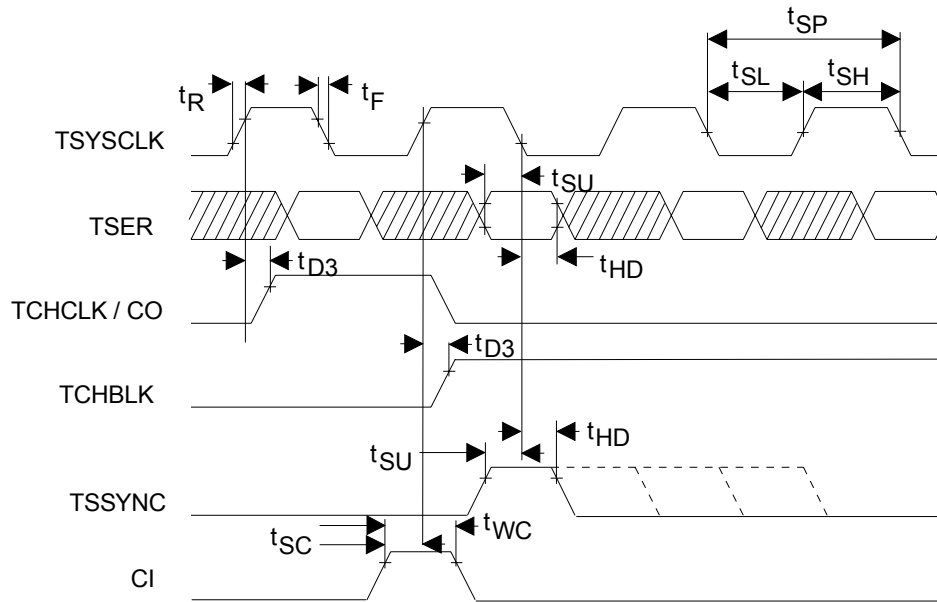 tSP
tSL tSH
tR tF
TSYSCLK
tSU
TSER
tD3 tHD
TCHCLK / CO
tD3
TCHBLK
tHD
tSU
TSSYNC
tSC tWC
CI